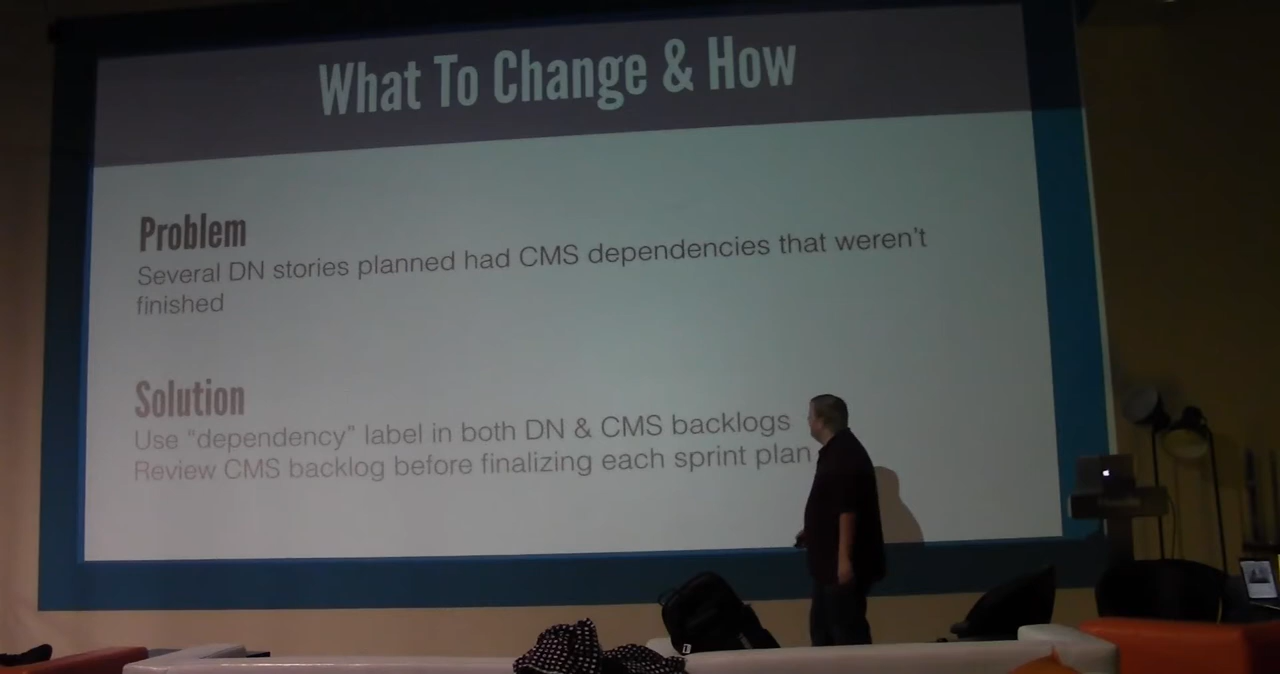 What To Change & How
Problem
Several DN stories planned had CMS dependencies that weren't
finished
Solution
Use “dependency” label in both DN & CMS backlogs
Review CMS backlog before finalizing each sprint plan